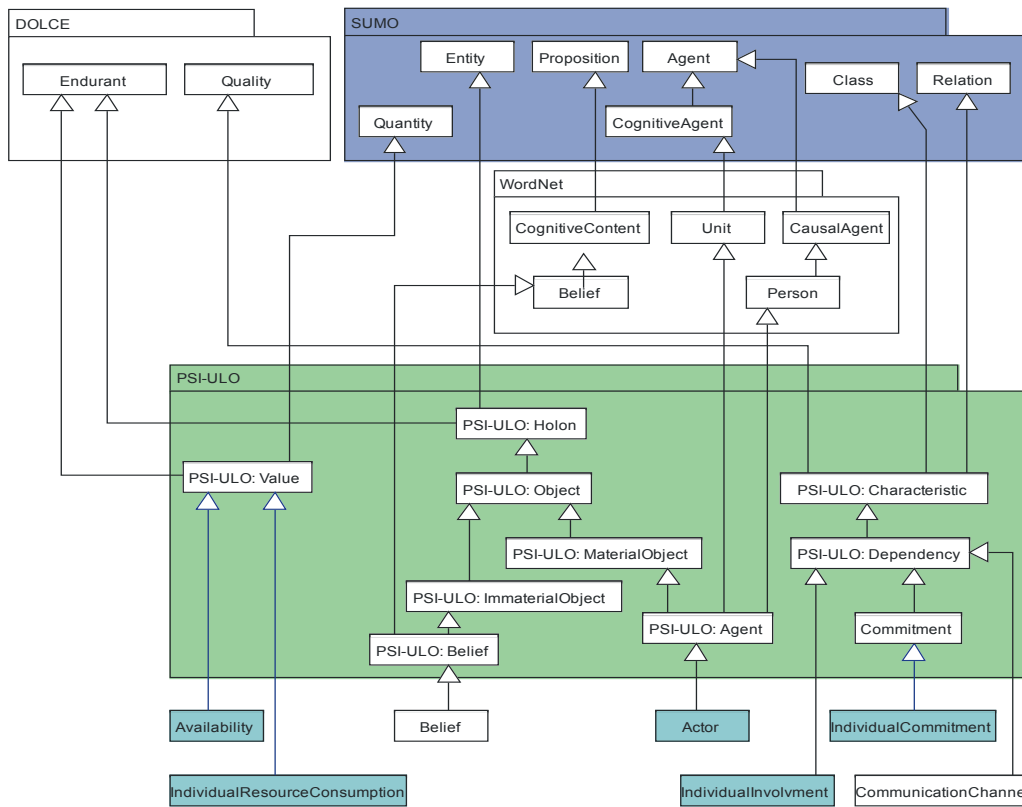 DOLCE
SUMO
Endurant
Quality
Entity
Proposition
Agent
Class
Relation
Quantity
CognitiveAgent
WordNet
CognitiveContent
Unit
CausalAgent
Belief
Person
PSI-ULO
PSI-ULO: Holon
PSI-ULO: Value
PSI-ULO: Object
PSI-ULO: Characteristic
PSI-ULO: MaterialObject
PSI-ULO: Dependency
PSI-ULO: ImmaterialObject
PSI-ULO: Agent
Commitment
PSI-ULO: Belief
Availability
Belief
Actor
IndividualCommitment
IndividualResourceConsumption
IndividualInvolvment
CommunicationChanne